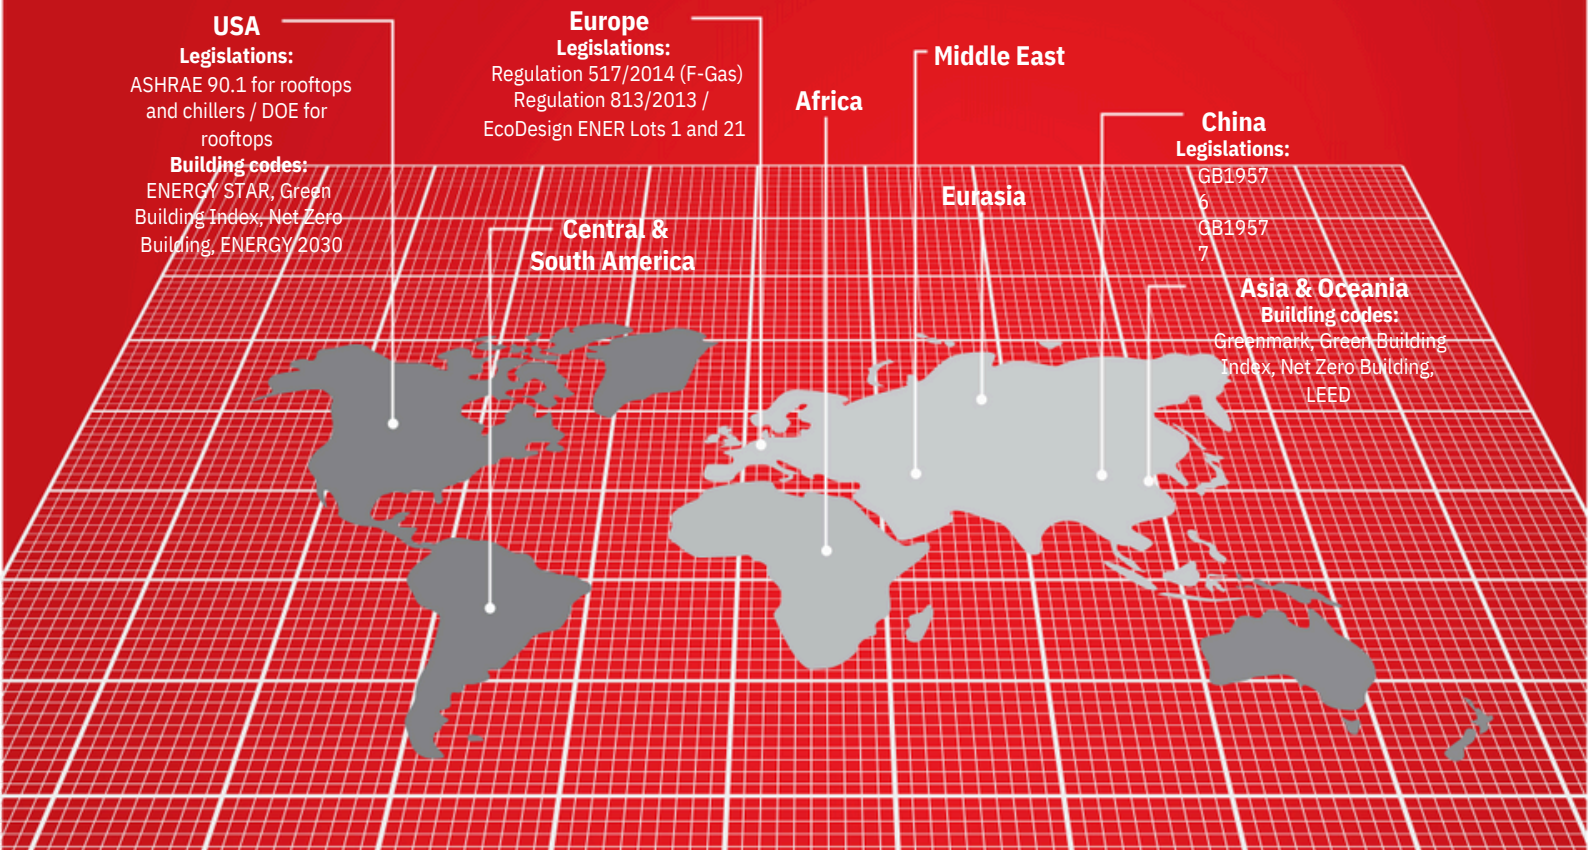 USA
Legislations:
ASHRAE 90.1 for rooftops
and chillers / DOE for
rooftops
Building codes:
ENERGY STAR, Green
Building Index, Net Zero
Building, ENERGY 2030
Europe
Legislations:
Regulation 517/2014 (F-Gas)
Regulation 813/2013 /
EcoDesign ENER Lots 1 and 21
Central &
South America
Africa
Middle East
Eurasia
China
Legislations:
GB1957
6
GB1957
7
Asia & Oceania
Building codes:
Greenmark, Green Building
Index, Net Zero Building,
LEED